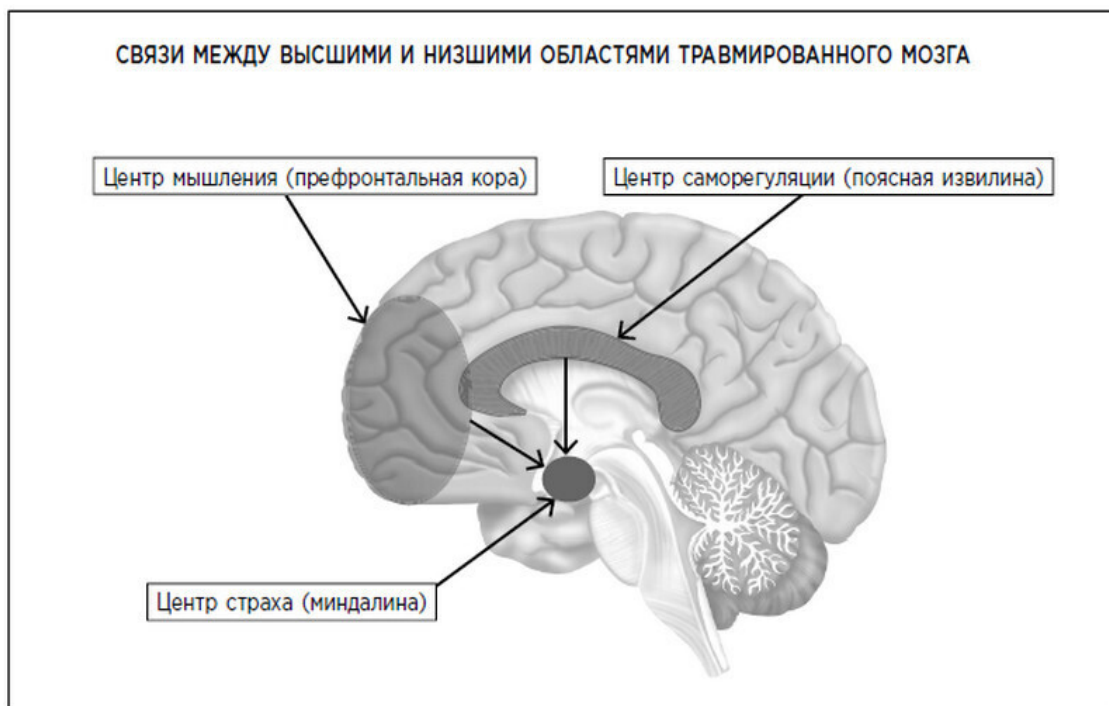 СВЯЗИ МЕЖДУ ВЫСШИМИ И НИЗШИМИ ОБЛАСТЯМИ ТРАВМИРОВАННОГО МОЗГА
Центр мышления (префронтальная кора)
Центр саморегуляции (поясная извилина)
Центр страха (миндалина)